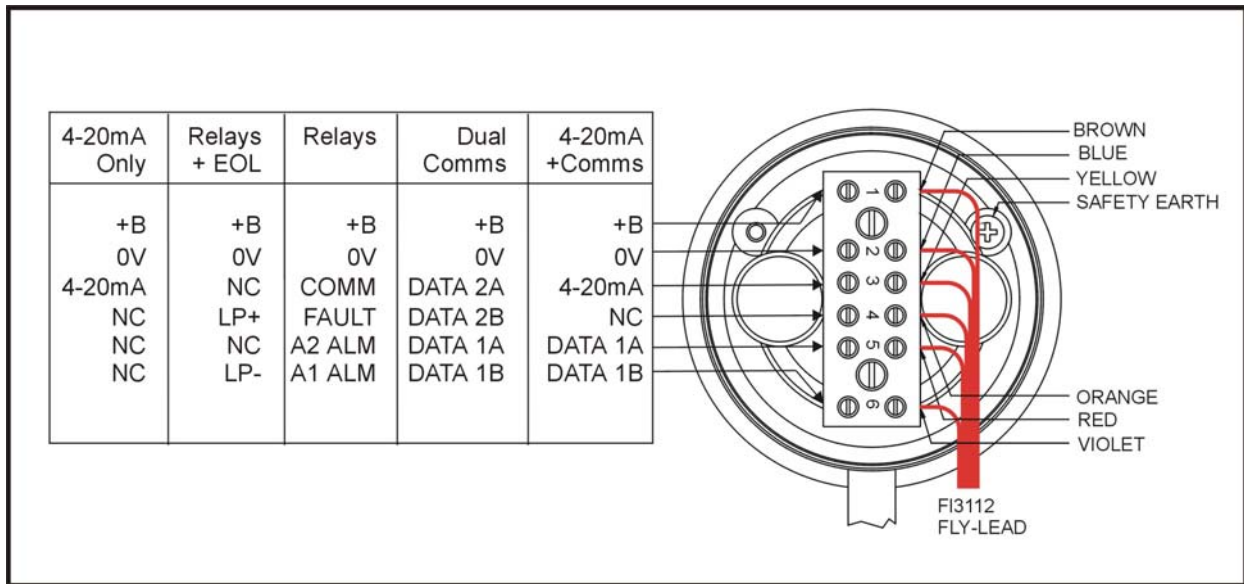 4-20mA Only
Relays + EOL
Relays
Dual Comms
4-20mA +Comms
+B +B +B +B +B
0V 0V 0V 0V 0V
4-20mA NC COMM DATA 2A 4-20mA
NC LP+ FAULT DATA 2B NC
NC NC A2 ALM DATA 1A DATA 1A
NC LP- A1 ALM DATA 1B DATA 1B
1
2
3
4
5
6
BROWN
BLUE
YELLOW
SAFETY EARTH
ORANGE
RED
VIOLET
FI3112
FLY-LEAD